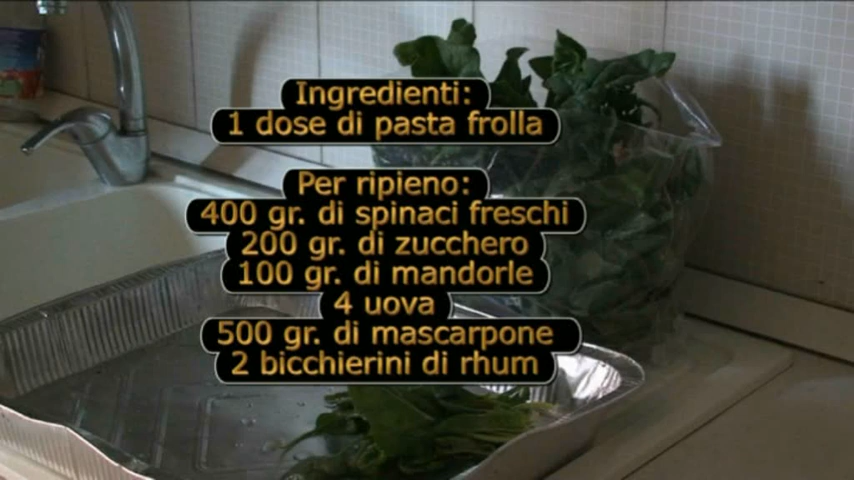 Ingredienti:
1 dose di pasta frolla
Per ripieno:
400 gr. di spinaci freschi
200 gr. di zucchero
100 gr. di mandorle
4 uova
500 gr. di mascarpone
2 bicchierini di rhum